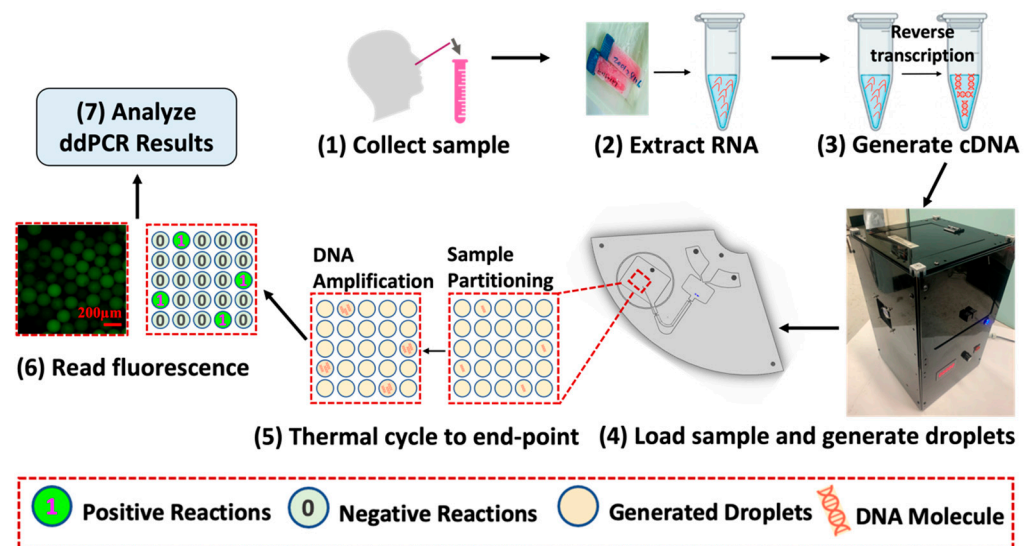 (1) Collect sample
(2) Extract RNA
Reverse
transcription
(3) Generate cDNA
(4) Load sample and generate droplets
Sample
Partitioning
DNA
Amplification
(5) Thermal cycle to end-point
0 1 0 0 0
0 0 0 0 0
0 0 0 0 1
1 0 0 0 0
0 0 0 1 0
200μm
(6) Read fluorescence
(7) Analyze
ddPCR Results
1 Positive Reactions
0 Negative Reactions
Generated Droplets
DNA Molecule